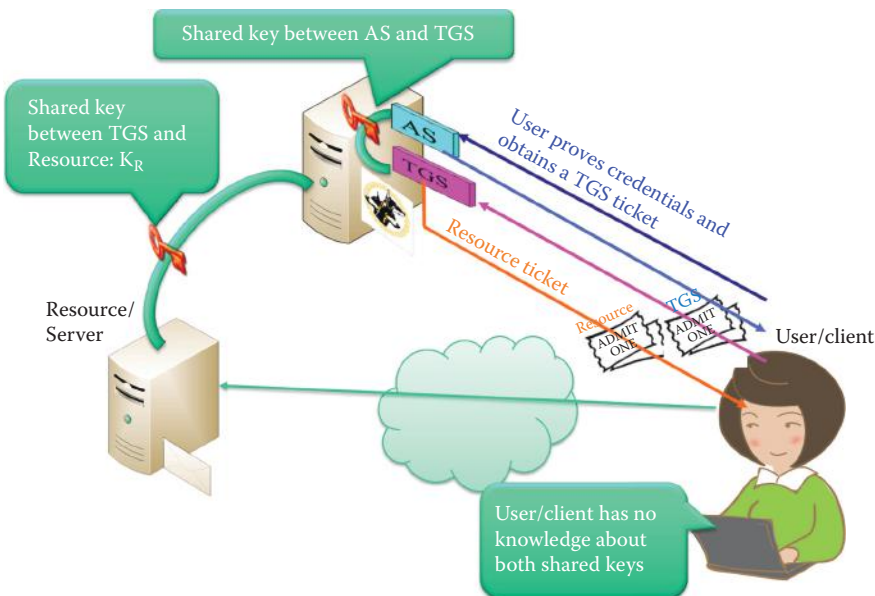 Shared key between AS and TGS
Shared key
between TGS and
Resource: K_R
AS
TGS
User proves credentials and
obtains a TGS ticket
Resource ticket
Resource/
Server
Resource
ADMIT
ONE
TGS
ADMIT
ONE
User/client
User/client has no
knowledge about
both shared keys